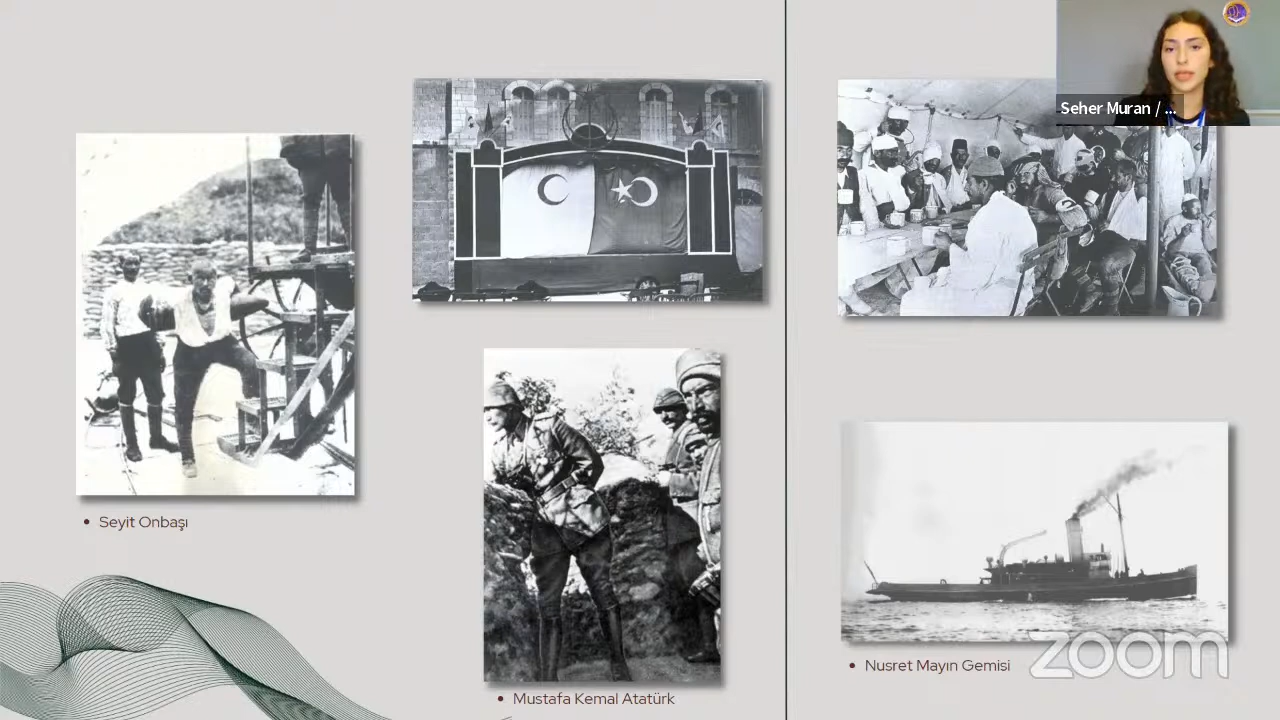 Seher Muran / ...
• Seyit Onbaşı
• Mustafa Kemal Atatürk
• Nusret Mayın Gemisi
zoom